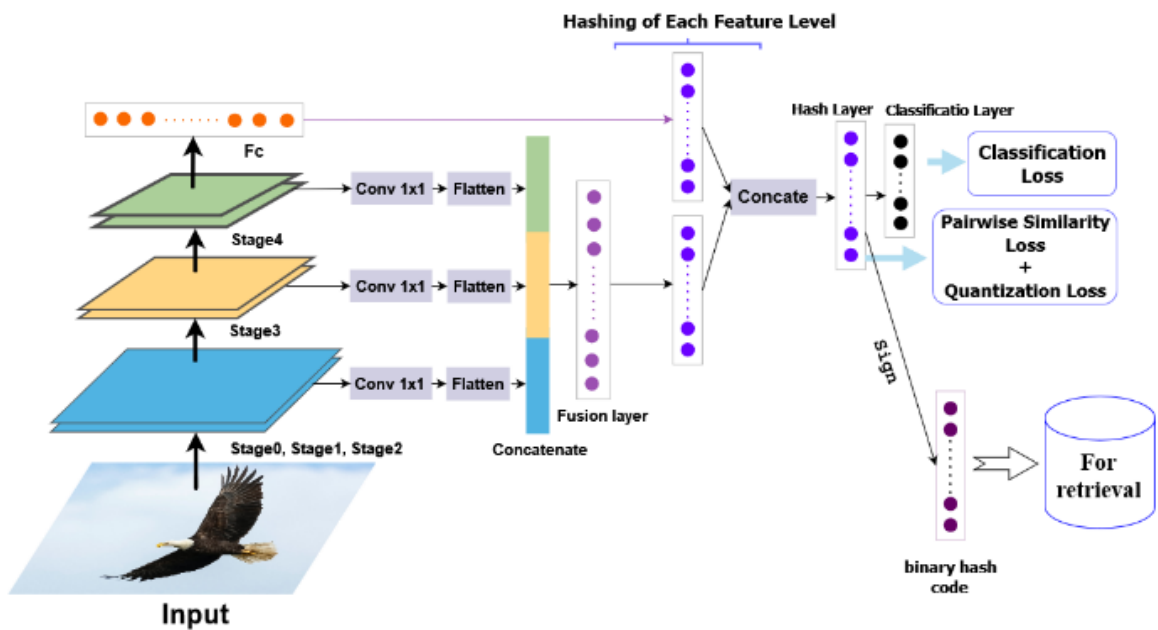 Hashing of Each Feature Level
Hash Layer
Classificatio Layer
Fc
Conv 1x1
Flatten
Concate
Classification
Loss
Stage4
Pairwise Similarity
Loss
+
Quantization Loss
Conv 1x1
Flatten
Stage3
Sign
Conv 1x1
Flatten
Fusion layer
Stage0, Stage1, Stage2
Concatenate
For
retrieval
binary hash
code
Input